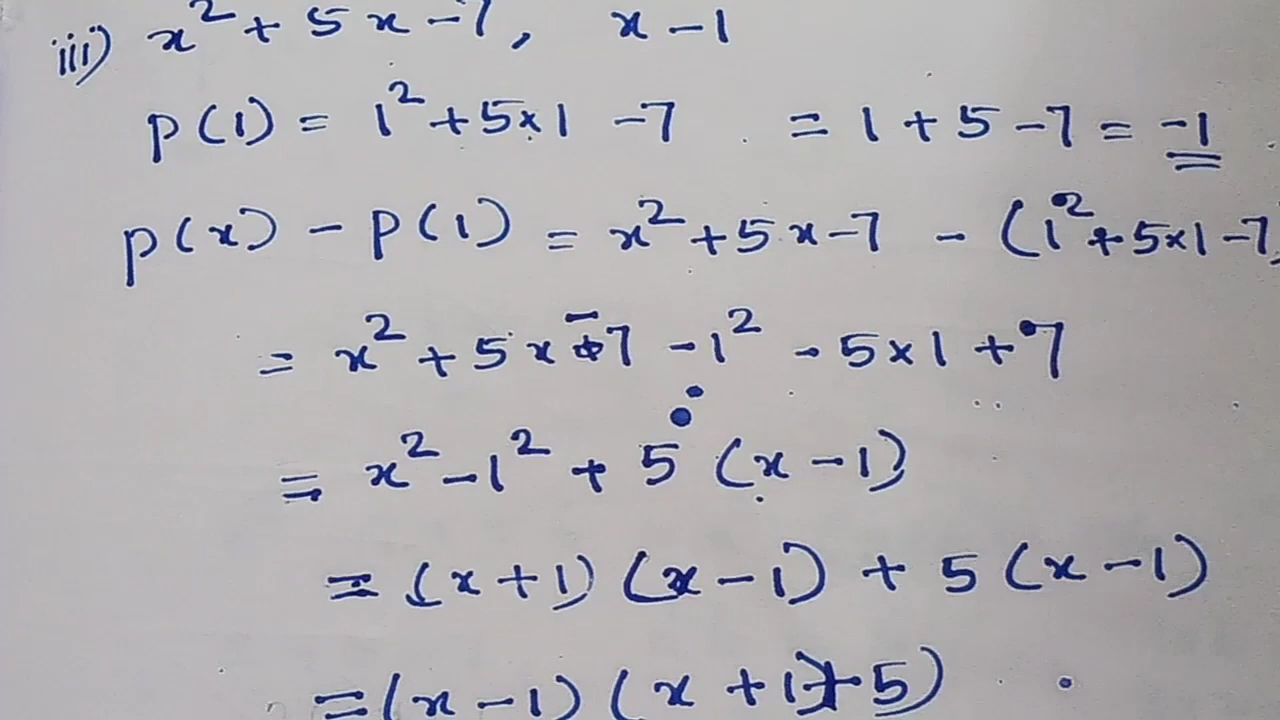 iii) x² + 5x - 7, x - 1
p(1) = 1² + 5×1 - 7 = 1 + 5 - 7 = -1
p(x) - p(1) = x² + 5x - 7 - (1² + 5×1 - 7)
= x² + 5x - 7 - 1² - 5×1 + 7
= x² - 1² + 5 (x - 1)
= (x + 1) (x - 1) + 5 (x - 1)
= (x - 1) (x + 1 + 5)